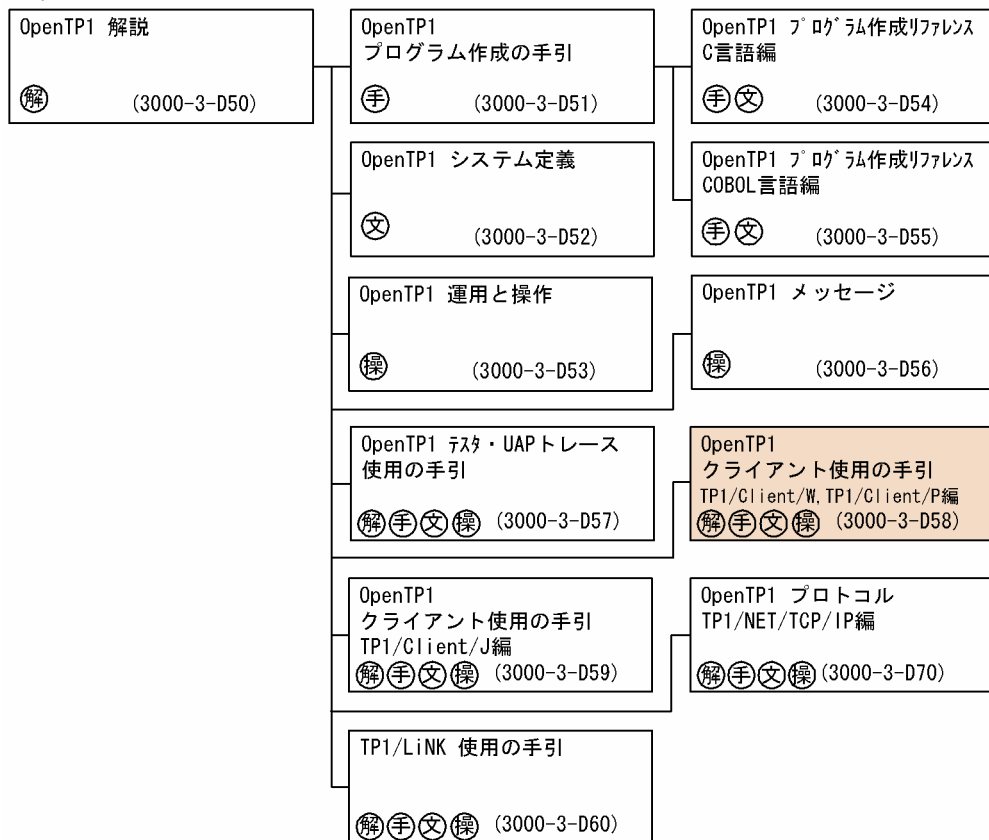 OpenTP1 解説
解 (3000-3-D50)
OpenTP1
プログラム作成の手引
手 (3000-3-D51)
OpenTP1 プログラム作成リファレンス
C言語編
手 文 (3000-3-D54)
OpenTP1 システム定義
文 (3000-3-D52)
OpenTP1 プログラム作成リファレンス
COBOL言語編
手 文 (3000-3-D55)
OpenTP1 運用と操作
操 (3000-3-D53)
OpenTP1 メッセージ
操 (3000-3-D56)
OpenTP1 テスタ・UAPトレース
使用の手引
解 手 文 操 (3000-3-D57)
OpenTP1
クライアント使用の手引
TP1/Client/W,TP1/Client/P編
解 手 文 操 (3000-3-D58)
OpenTP1
クライアント使用の手引
TP1/Client/J編
解 手 文 操 (3000-3-D59)
OpenTP1 プロトコル
TP1/NET/TCP/IP編
解 手 文 操 (3000-3-D70)
TP1/LiNK 使用の手引
解 手 文 操 (3000-3-D60)